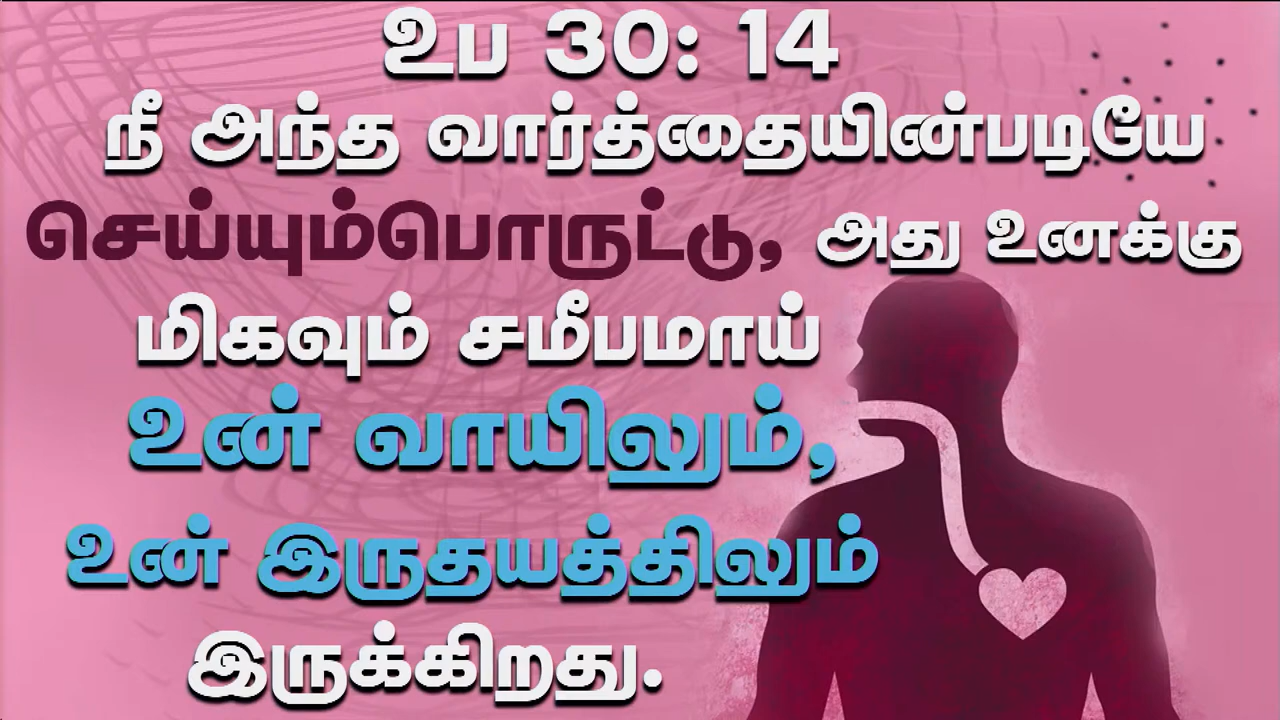 உப 30: 14
நீ அந்த வார்த்தையின்படியே
செய்யும்பொருட்டு, அது உனக்கு
மிகவும் சமீபமாய்
உன் வாயிலும்,
உன் இருதயத்திலும்
இருக்கிறது.